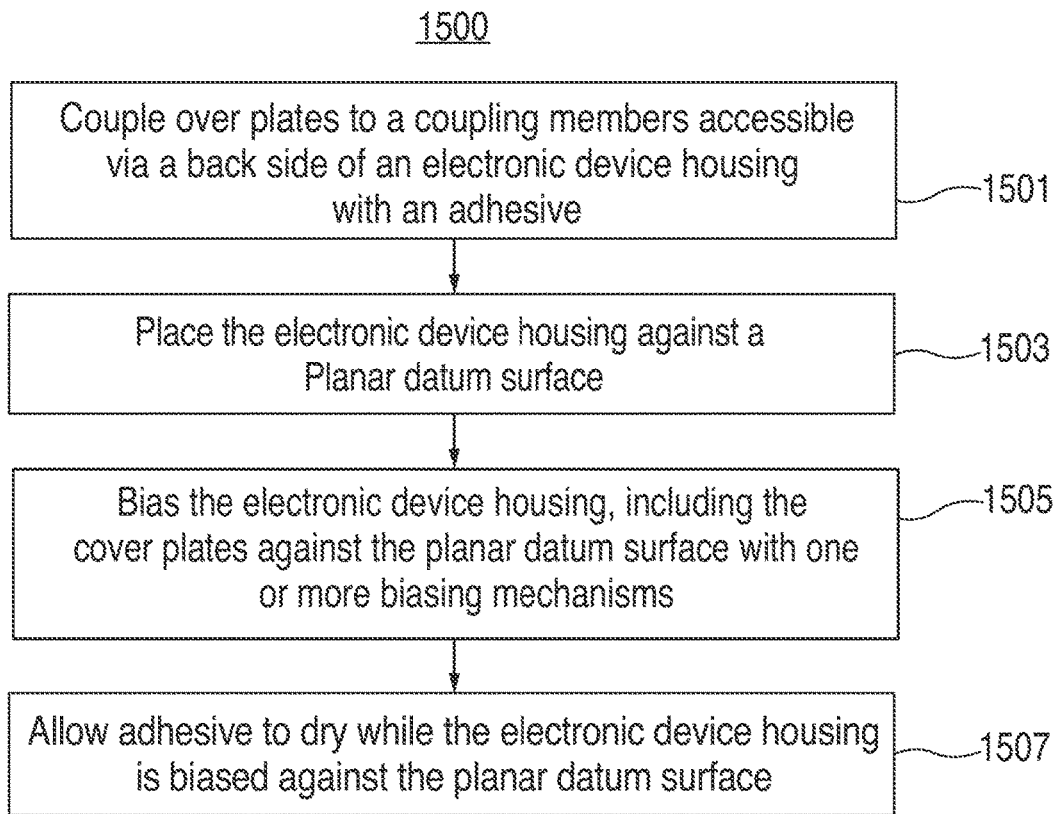 1500
Couple over plates to a coupling members accessible
via a back side of an electronic device housing
with an adhesive
1501
Place the electronic device housing against a
Planar datum surface
1503
Bias the electronic device housing, including the
cover plates against the planar datum surface with one
or more biasing mechanisms
1505
Allow adhesive to dry while the electronic device housing
is biased against the planar datum surface
1507